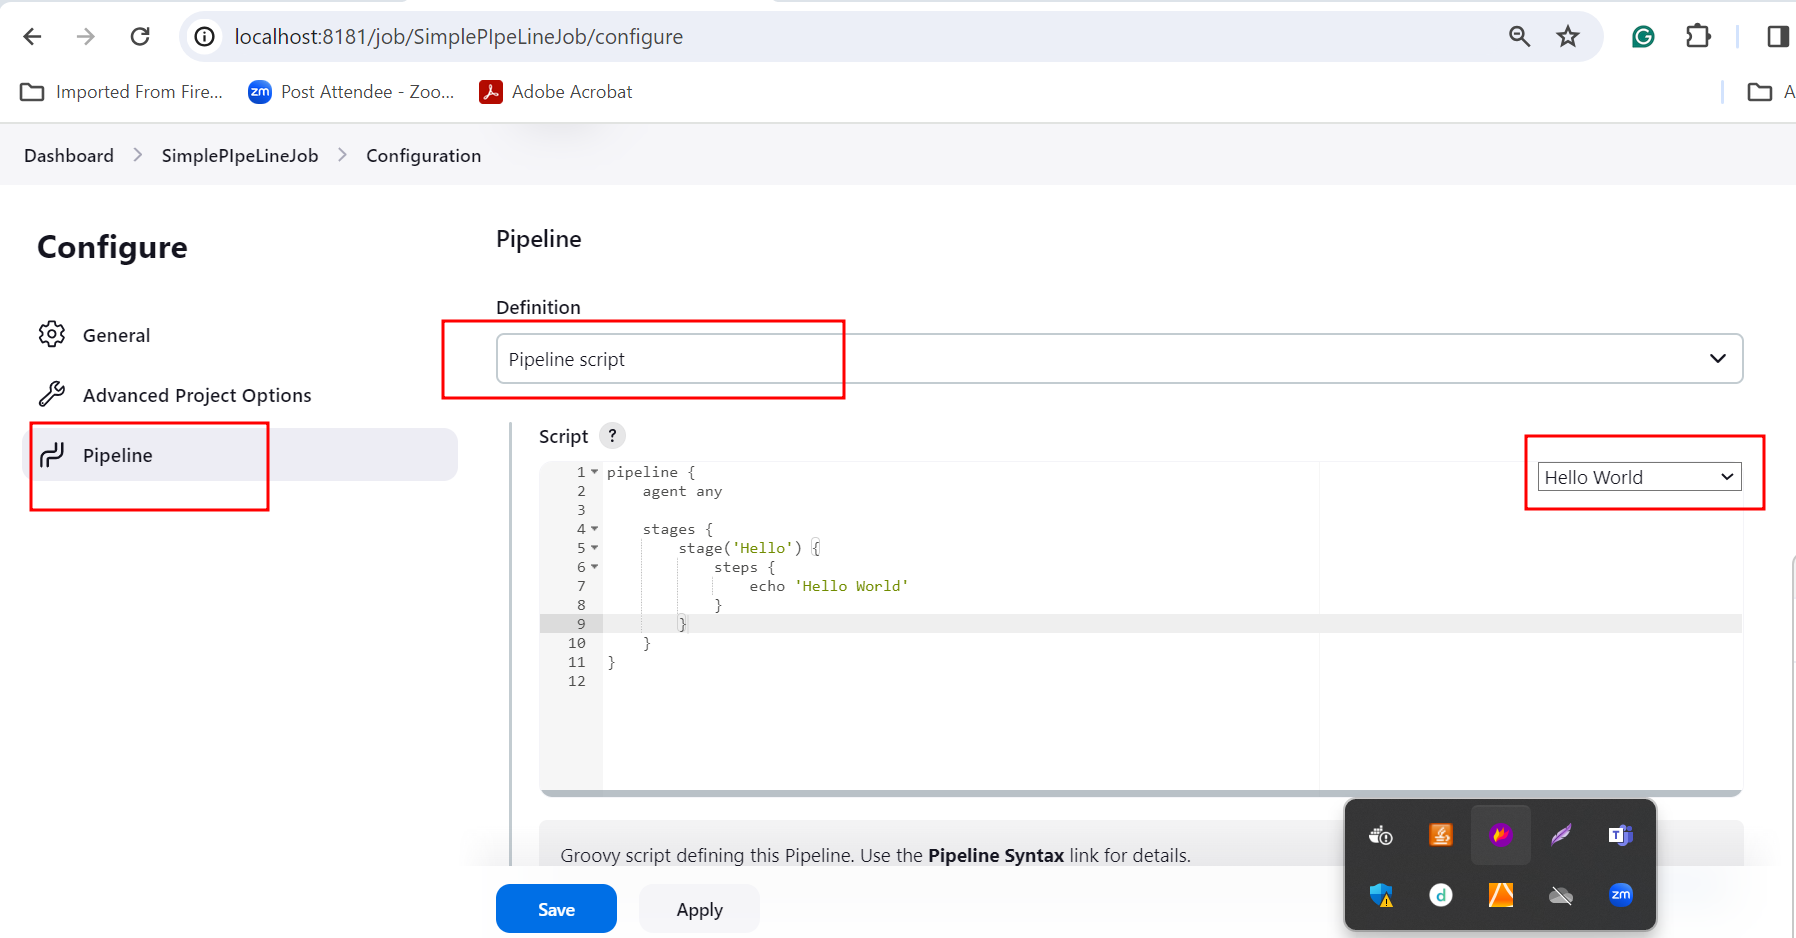 localhost:8181/job/SimplePIpeLineJob/configure
Imported From Fire...
zm
Post Attendee - Zoo...
Adobe Acrobat
A
Dashboard
SimplePIpeLineJob
Configuration
Configure
General
Advanced Project Options
Pipeline
Pipeline
Definition
Pipeline script
Script
?
Hello World
1 pipeline {
2     agent any
3
4     stages {
5         stage('Hello') {
6             steps {
7                 echo 'Hello World'
8             }
9         }
10     }
11 }
12
Groovy script defining this Pipeline. Use the Pipeline Syntax link for details.
Save
Apply
T
d
zm